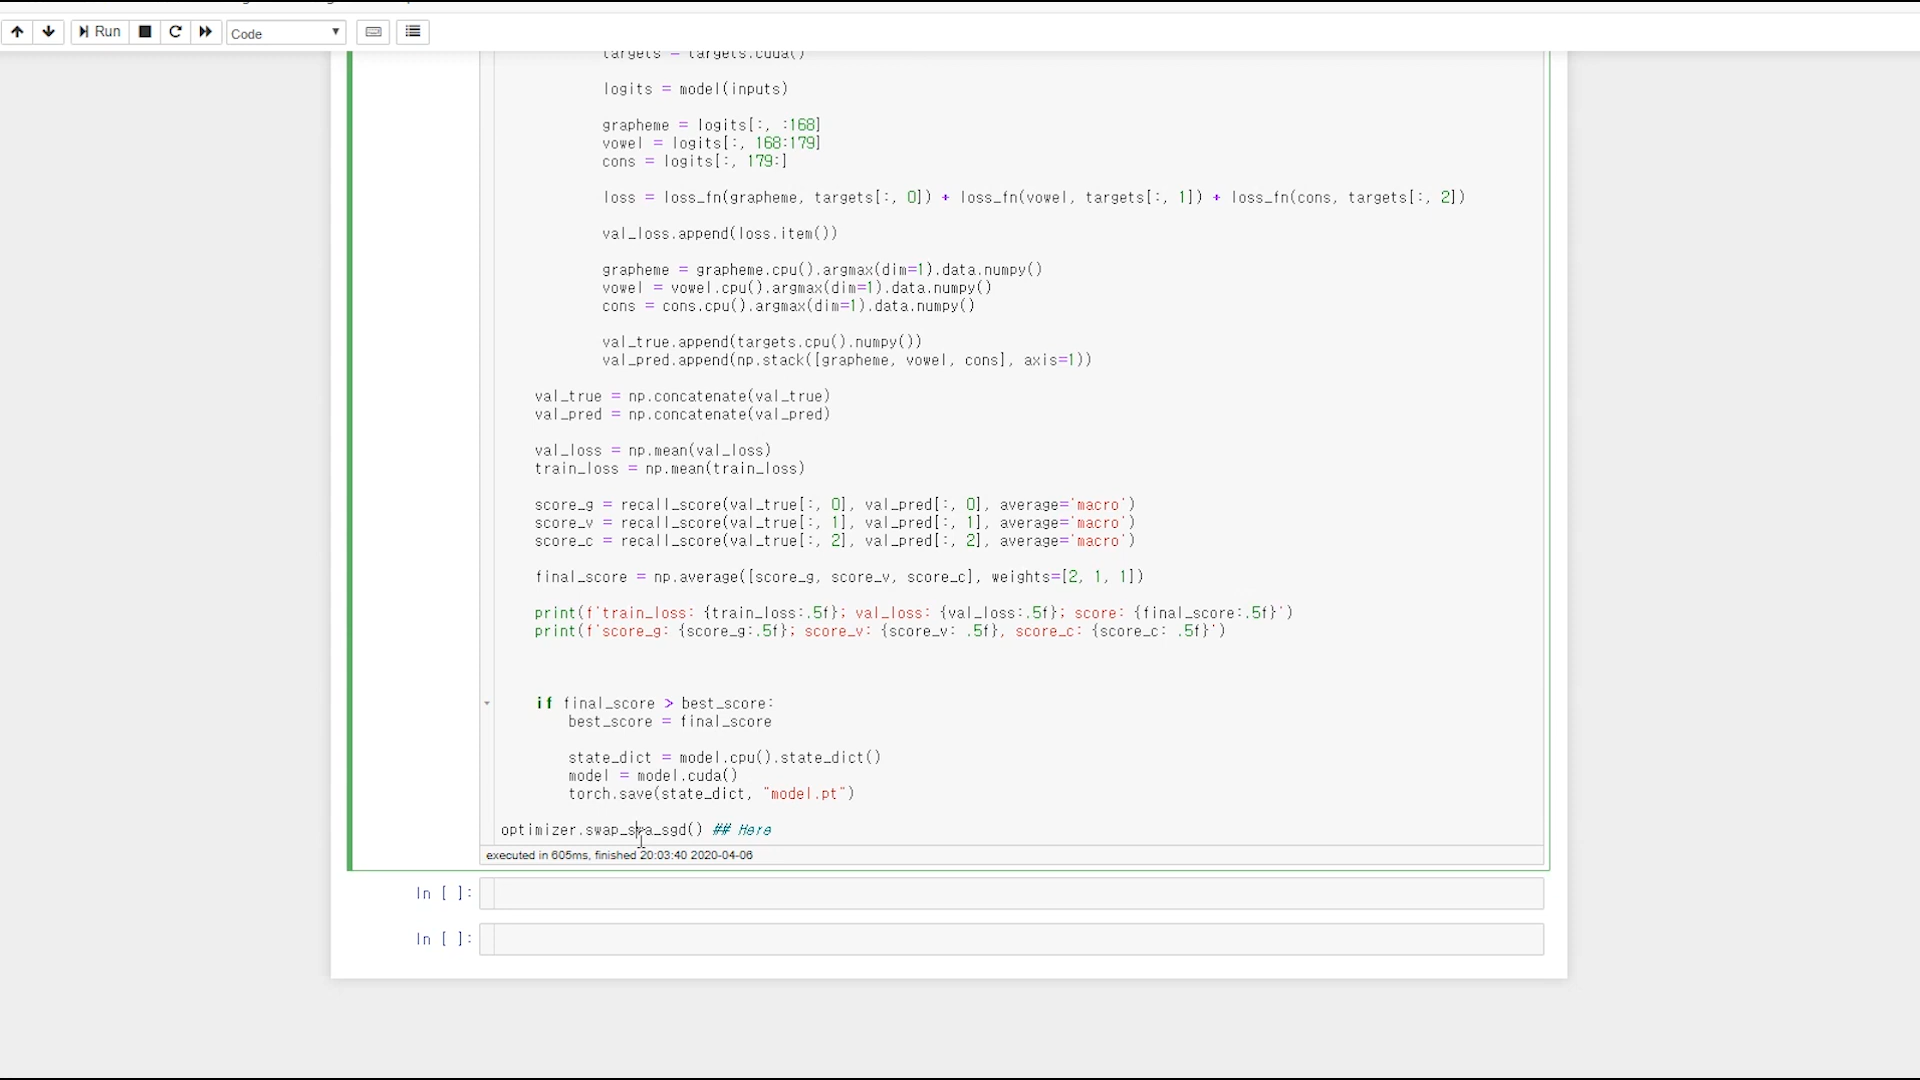 Run
Code
targets = targets.cuda()
logits = model(inputs)
grapheme = logits[:, :168]
vowel = logits[:, 168:179]
cons = logits[:, 179:]
loss = loss_fn(grapheme, targets[:, 0]) + loss_fn(vowel, targets[:, 1]) + loss_fn(cons, targets[:, 2])
val_loss.append(loss.item())
grapheme = grapheme.cpu().argmax(dim=1).data.numpy()
vowel = vowel.cpu().argmax(dim=1).data.numpy()
cons = cons.cpu().argmax(dim=1).data.numpy()
val_true.append(targets.cpu().numpy())
val_pred.append(np.stack([grapheme, vowel, cons], axis=1))
val_true = np.concatenate(val_true)
val_pred = np.concatenate(val_pred)
val_loss = np.mean(val_loss)
train_loss = np.mean(train_loss)
score_g = recall_score(val_true[:, 0], val_pred[:, 0], average='macro')
score_v = recall_score(val_true[:, 1], val_pred[:, 1], average='macro')
score_c = recall_score(val_true[:, 2], val_pred[:, 2], average='macro')
final_score = np.average([score_g, score_v, score_c], weights=[2, 1, 1])
print(f'train_loss: {train_loss:.5f}; val_loss: {val_loss:.5f}; score: {final_score:.5f}')
print(f'score_g: {score_g:.5f}; score_v: {score_v: .5f}, score_c: {score_c: .5f}')
if final_score > best_score:
best_score = final_score
state_dict = model.cpu().state_dict()
model = model.cuda()
torch.save(state_dict, "model.pt")
optimizer.swap_swa_sgd() ## Here
executed in 605ms, finished 20:03:40 2020-04-06
In [ ]:
In [ ]: